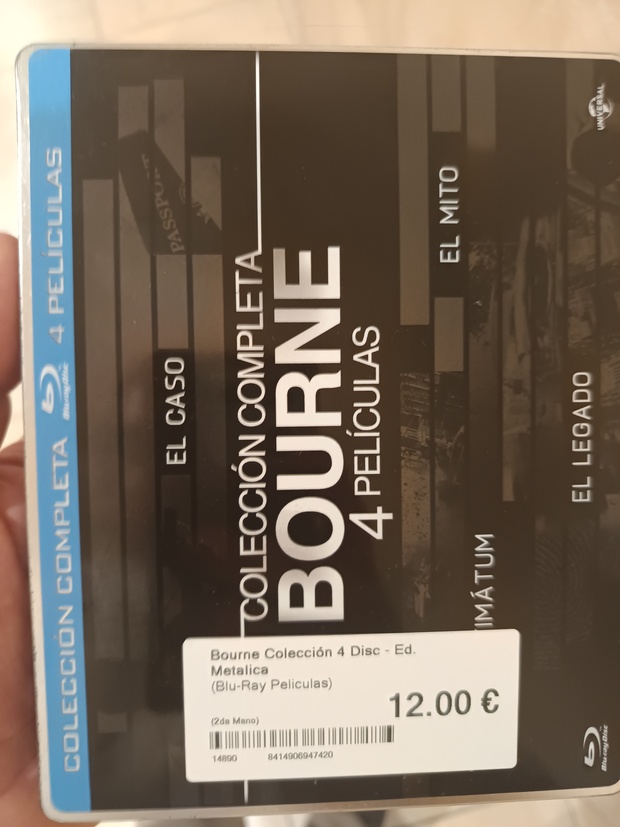 COLECCIÓN COMPLETA Blu-ray Disc 4 PELÍCULAS
PASSPORT
EL CASO
COLECCIÓN COMPLETA
BOURNE
4 PELÍCULAS
EL MITO
IMÁTUM
EL LEGADO
UNIVERSAL
Blu-ray Disc
Bourne Colección 4 Disc - Ed.
Metalica
(Blu-Ray Peliculas)
12.00 €
(2da Mano)
14890 8414906947420